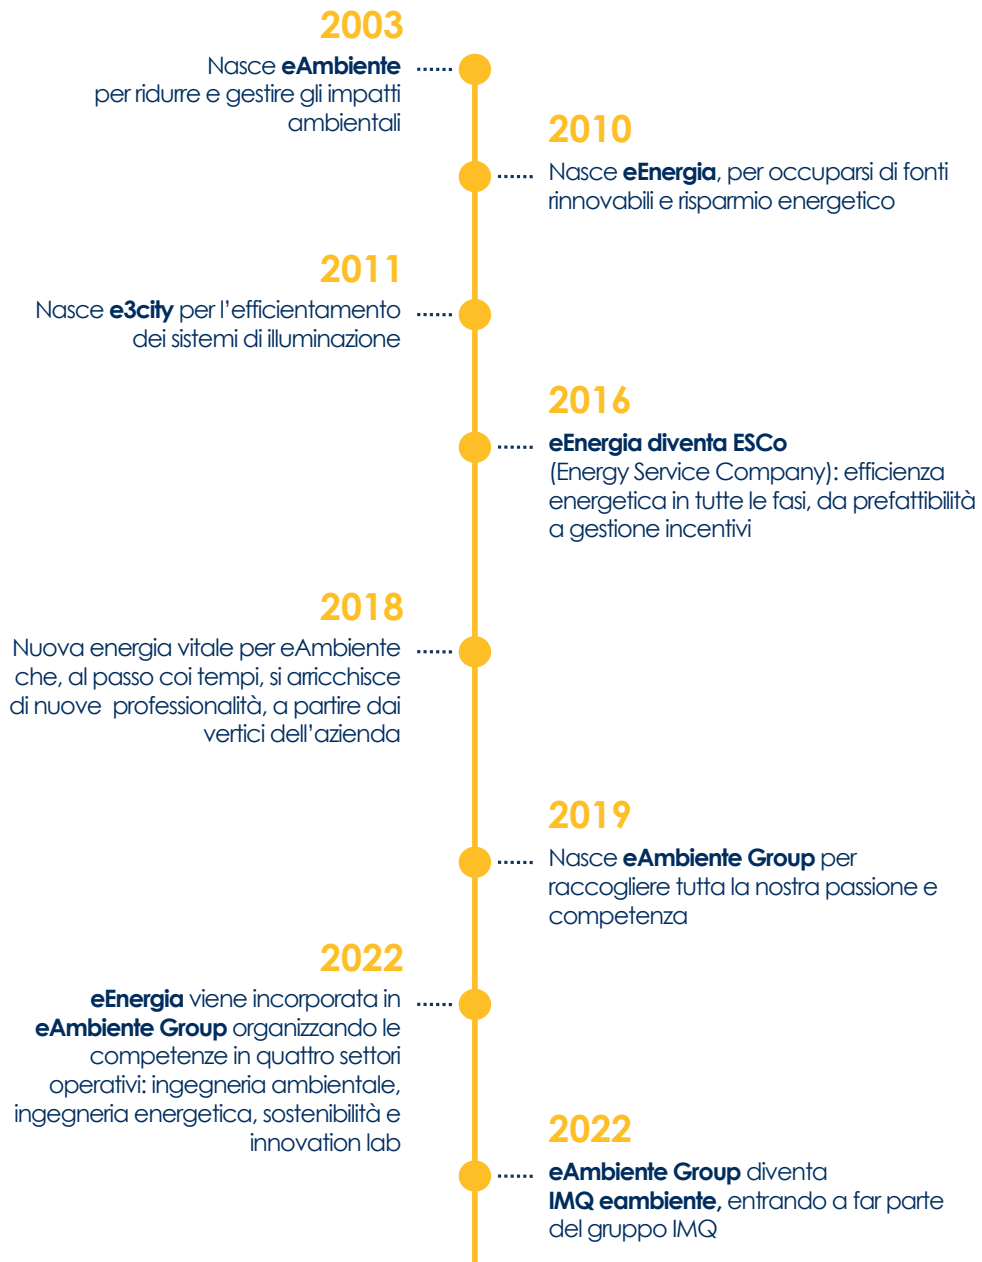 2003
Nasce eAmbiente
per ridurre e gestire gli impatti
ambientali
2010
Nasce eEnergia, per occuparsi di fonti
rinnovabili e risparmio energetico
2011
Nasce e3city per l’efficientamento
dei sistemi di illuminazione
2016
eEnergia diventa ESCo
(Energy Service Company): efficienza
energetica in tutte le fasi, da prefattibilità
a gestione incentivi
2018
Nuova energia vitale per eAmbiente
che, al passo coi tempi, si arricchisce
di nuove professionalità, a partire dai
vertici dell’azienda
2019
Nasce eAmbiente Group per
raccogliere tutta la nostra passione e
competenza
2022
eEnergia viene incorporata in
eAmbiente Group organizzando le
competenze in quattro settori
operativi: ingegneria ambientale,
ingegneria energetica, sostenibilità e
innovation lab
2022
eAmbiente Group diventa
IMQ eambiente, entrando a far parte
del gruppo IMQ